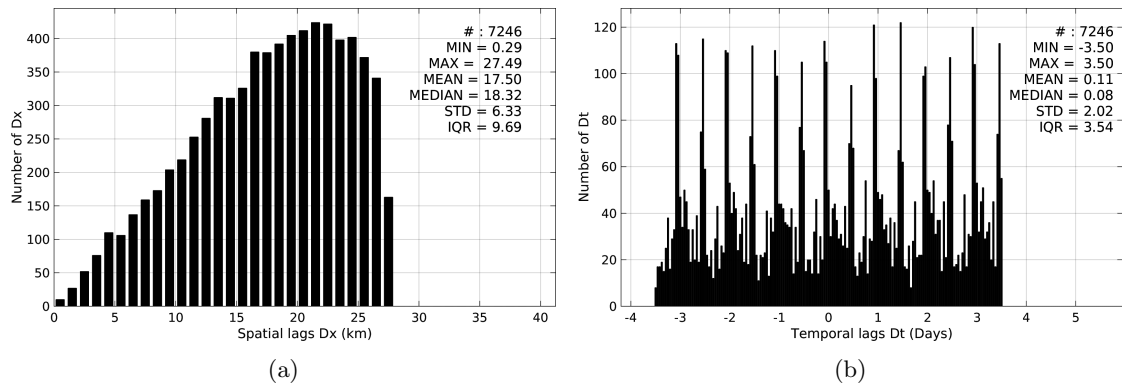 400
350
300
250
200
150
100
50
0
Number of Dx
# : 7246
MIN = 0.29
MAX = 27.49
MEAN = 17.50
MEDIAN = 18.32
STD = 6.33
IQR = 9.69
0 5 10 15 20 25 30 35 40
Spatial lags Dx (km)
(a)
120
100
80
60
40
20
0
Number of Dt
# : 7246
MIN = -3.50
MAX = 3.50
MEAN = 0.11
MEDIAN = 0.08
STD = 2.02
IQR = 3.54
-4 -3 -2 -1 0 1 2 3 4 5
Temporal lags Dt (Days)
(b)